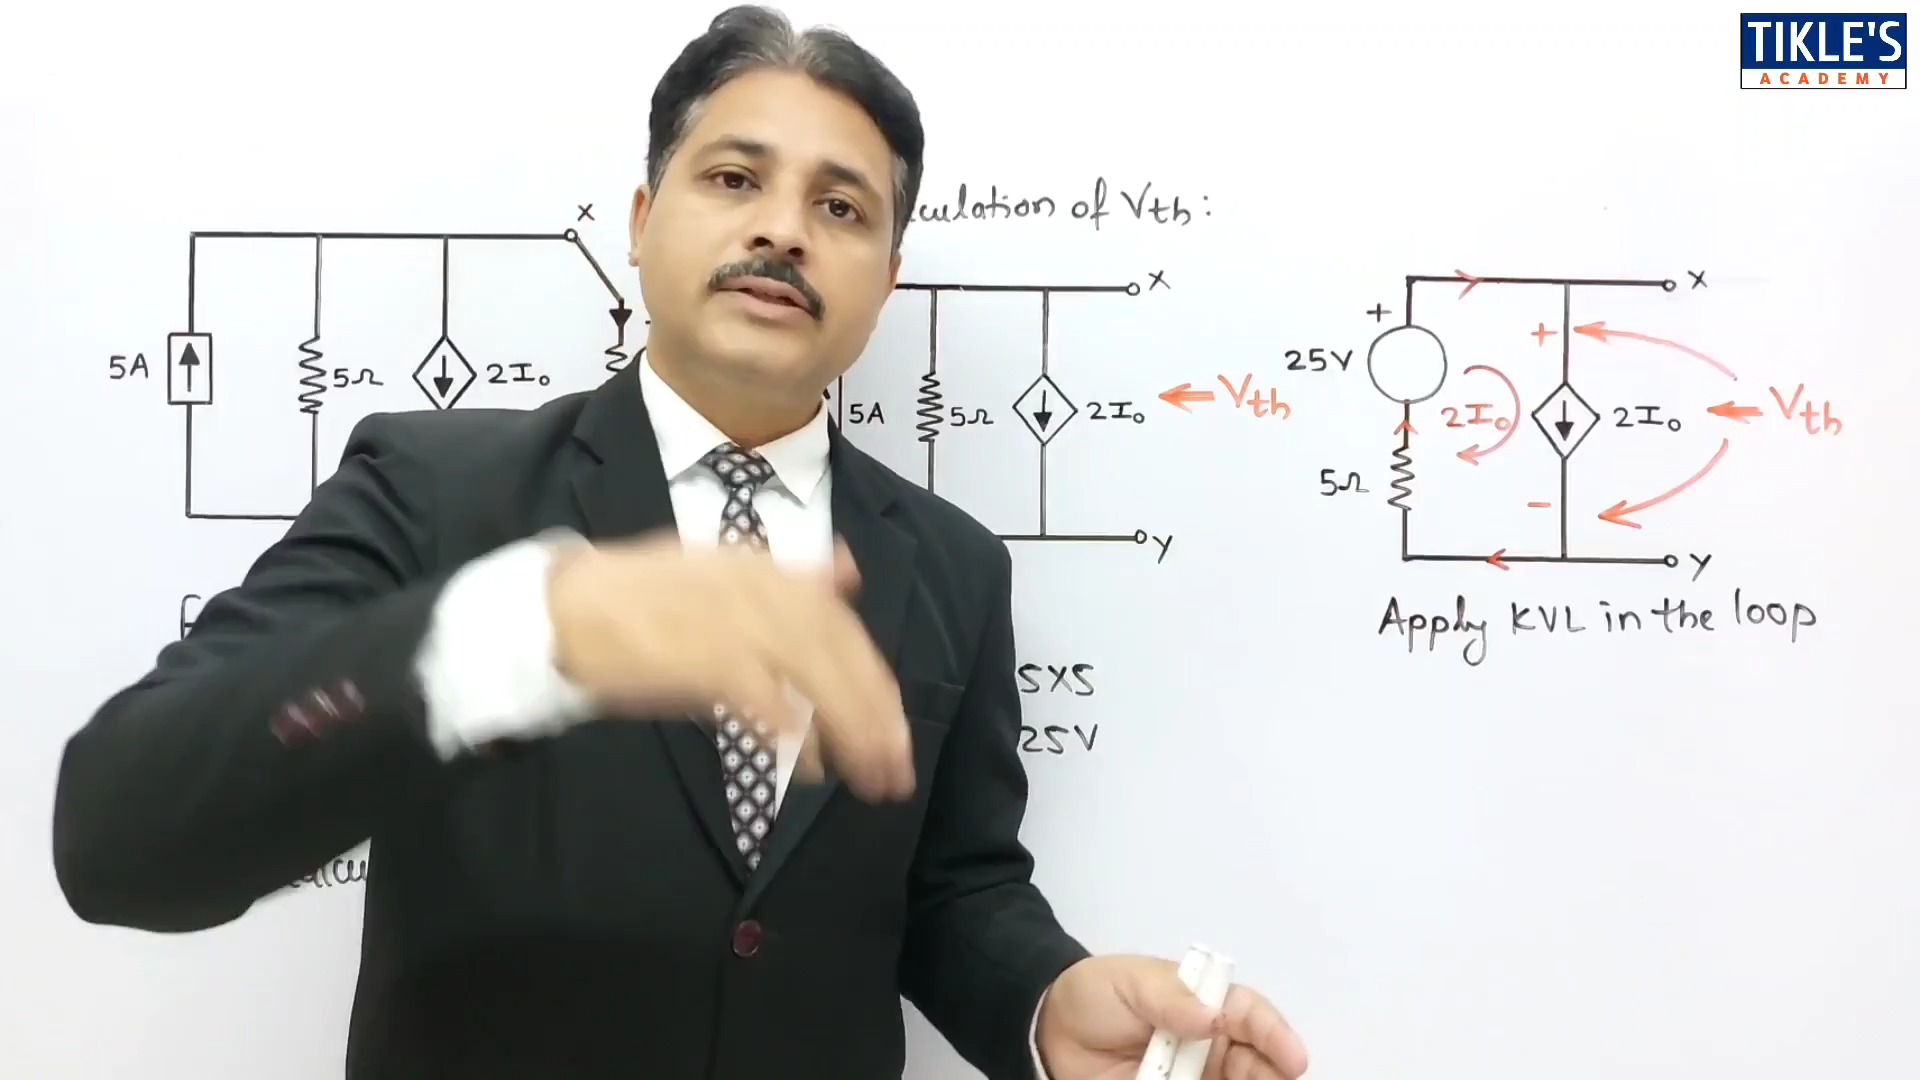 TIKLE'S
ACADEMY
culation of Vth:
X
5A
5Ω
2I₀
X
5A
5Ω
2I₀
Vth
Y
X
+
25V
5Ω
2I₀
+
-
2I₀
Vth
Y
Apply KVL in the loop
5X5
25V